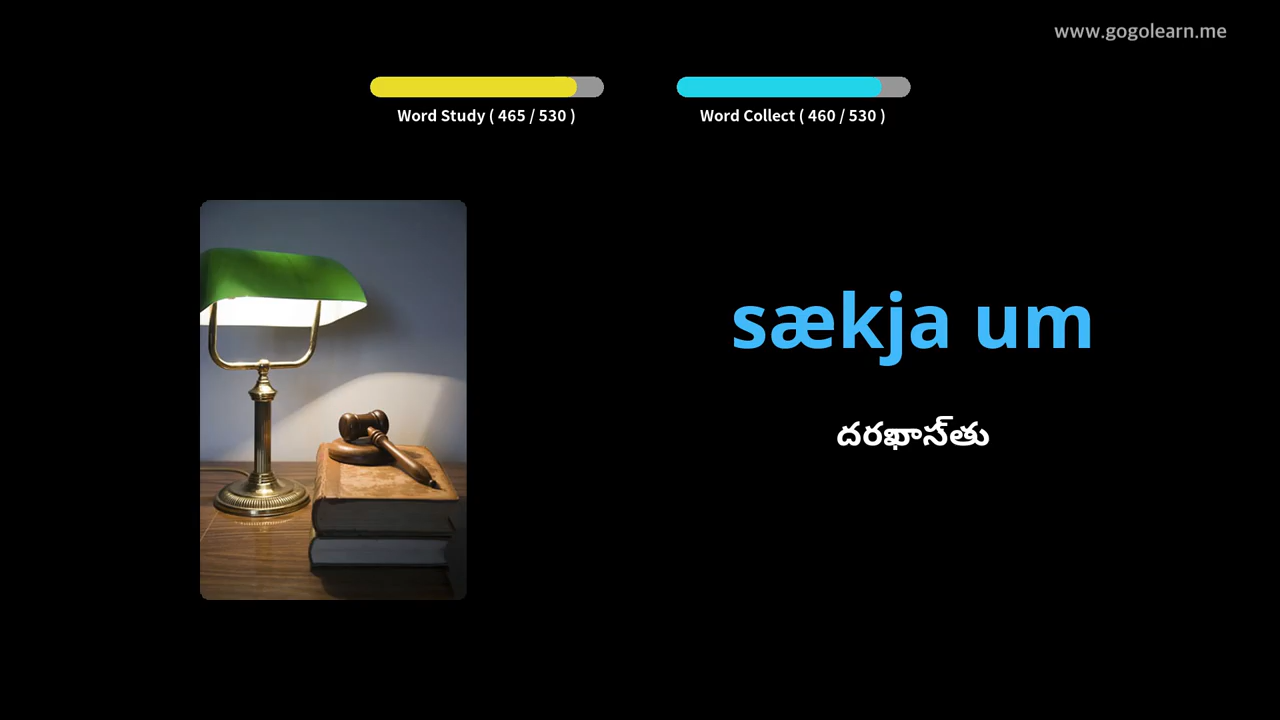 www.gogolearn.me
Word Study ( 465 / 530 )
Word Collect ( 460 / 530 )
sækja um
దరఖాస్‌తు